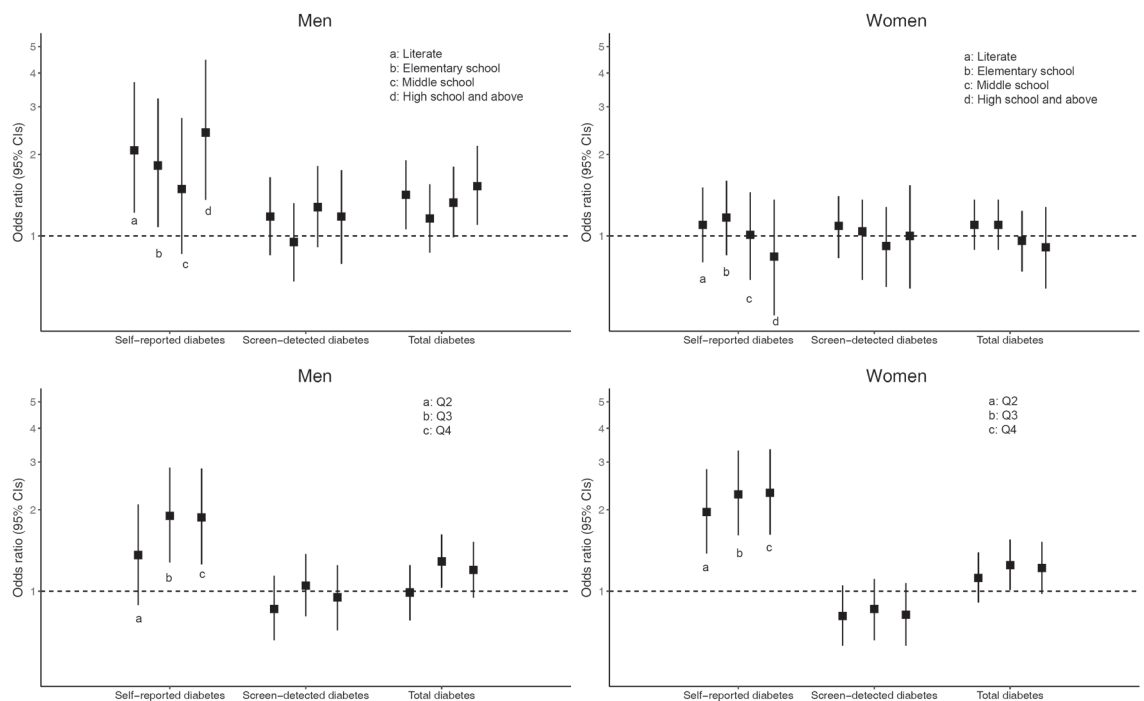 Men
Odds ratio (95% CIs)
5
4
3
2
1
a: Literate
b: Elementary school
c: Middle school
d: High school and above
a
b
c
d
Self-reported diabetes
Screen-detected diabetes
Total diabetes
Women
Odds ratio (95% CIs)
5
4
3
2
1
a: Literate
b: Elementary school
c: Middle school
d: High school and above
a
b
c
d
Self-reported diabetes
Screen-detected diabetes
Total diabetes
Men
Odds ratio (95% CIs)
5
4
3
2
1
a: Q2
b: Q3
c: Q4
a
b
c
Self-reported diabetes
Screen-detected diabetes
Total diabetes
Women
Odds ratio (95% CIs)
5
4
3
2
1
a: Q2
b: Q3
c: Q4
a
b
c
Self-reported diabetes
Screen-detected diabetes
Total diabetes